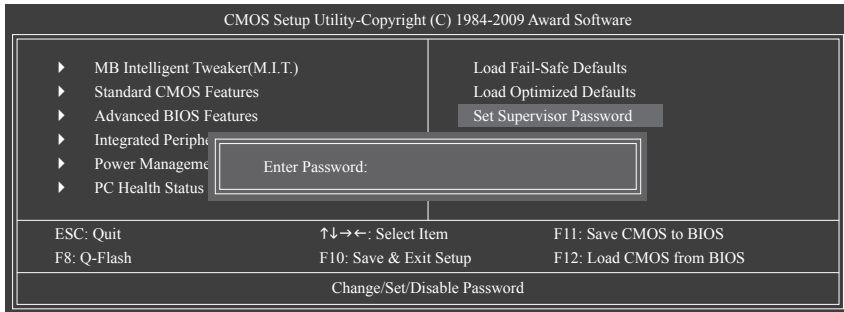 CMOS Setup Utility-Copyright (C) 1984-2009 Award Software
MB Intelligent Tweaker(M.I.T.)
Standard CMOS Features
Advanced BIOS Features
Integrated Periphe
Power Manageme
PC Health Status
Load Fail-Safe Defaults
Load Optimized Defaults
Set Supervisor Password
Enter Password:
ESC: Quit
↑↓→←: Select Item
F11: Save CMOS to BIOS
F8: Q-Flash
F10: Save & Exit Setup
F12: Load CMOS from BIOS
Change/Set/Disable Password